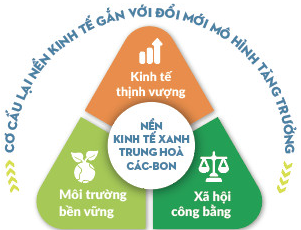 CƠ CẤU LẠI NỀN KINH TẾ GẮN VỚI ĐỔI MỚI MÔ HÌNH TĂNG TRƯỞNG
Kinh tế
thịnh vượng
NỀN
KINH TẾ XANH
TRUNG HOÀ
CÁC-BON
Môi trường
bền vững
Xã hội
công bằng